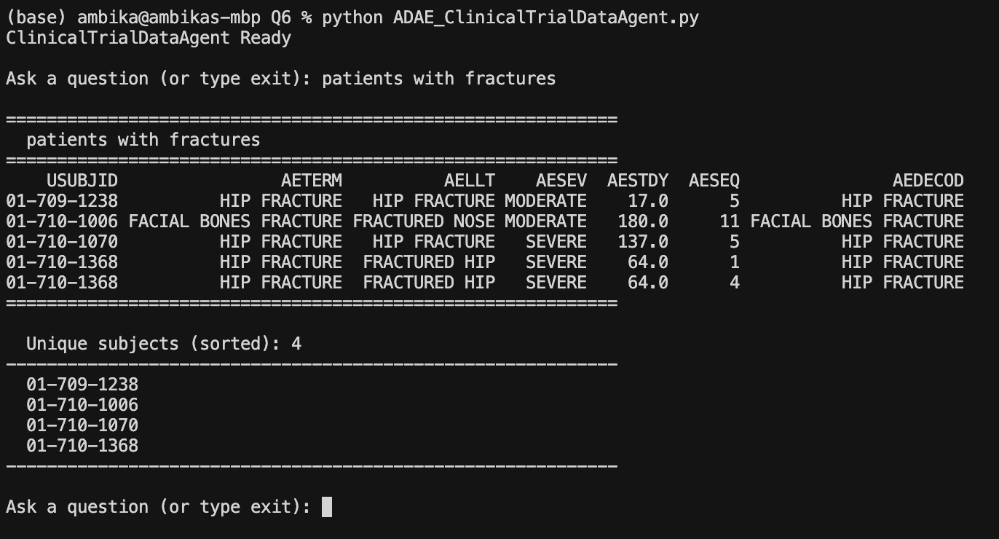 (base) ambika@ambikas-mbp Q6 % python ADAE_ClinicalTrialDataAgent.py
ClinicalTrialDataAgent Ready

Ask a question (or type exit): patients with fractures

============================================================
  patients with fractures
============================================================
    USUBJID                AETERM          AELLT    AESEV  AESTDY  AESEQ               AEDECOD
01-709-1238          HIP FRACTURE   HIP FRACTURE MODERATE    17.0      5          HIP FRACTURE
01-710-1006 FACIAL BONES FRACTURE FRACTURED NOSE MODERATE   180.0     11 FACIAL BONES FRACTURE
01-710-1070          HIP FRACTURE   HIP FRACTURE   SEVERE   137.0      5          HIP FRACTURE
01-710-1368          HIP FRACTURE  FRACTURED HIP   SEVERE    64.0      1          HIP FRACTURE
01-710-1368          HIP FRACTURE  FRACTURED HIP   SEVERE    64.0      4          HIP FRACTURE
============================================================

  Unique subjects (sorted): 4
------------------------------------------------------------
  01-709-1238
  01-710-1006
  01-710-1070
  01-710-1368
------------------------------------------------------------

Ask a question (or type exit):